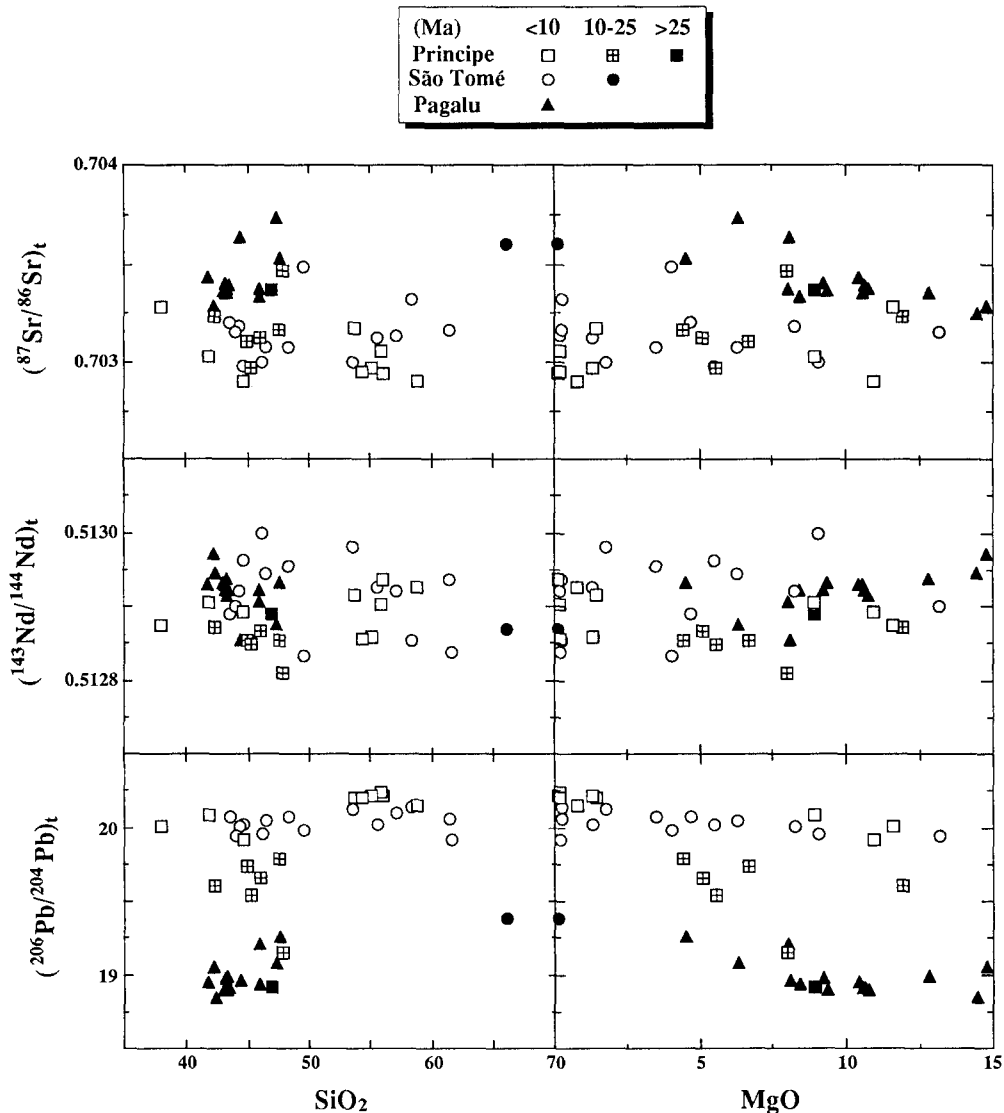 (Ma) <10 10-25 >25
Principe
São Tomé
Pagalu
(87Sr/86Sr)t
0.704
0.703
(143Nd/144Nd)t
0.5130
0.5128
(206Pb/204Pb)t
20
19
40 50 60 70 5 10 15
SiO2 MgO